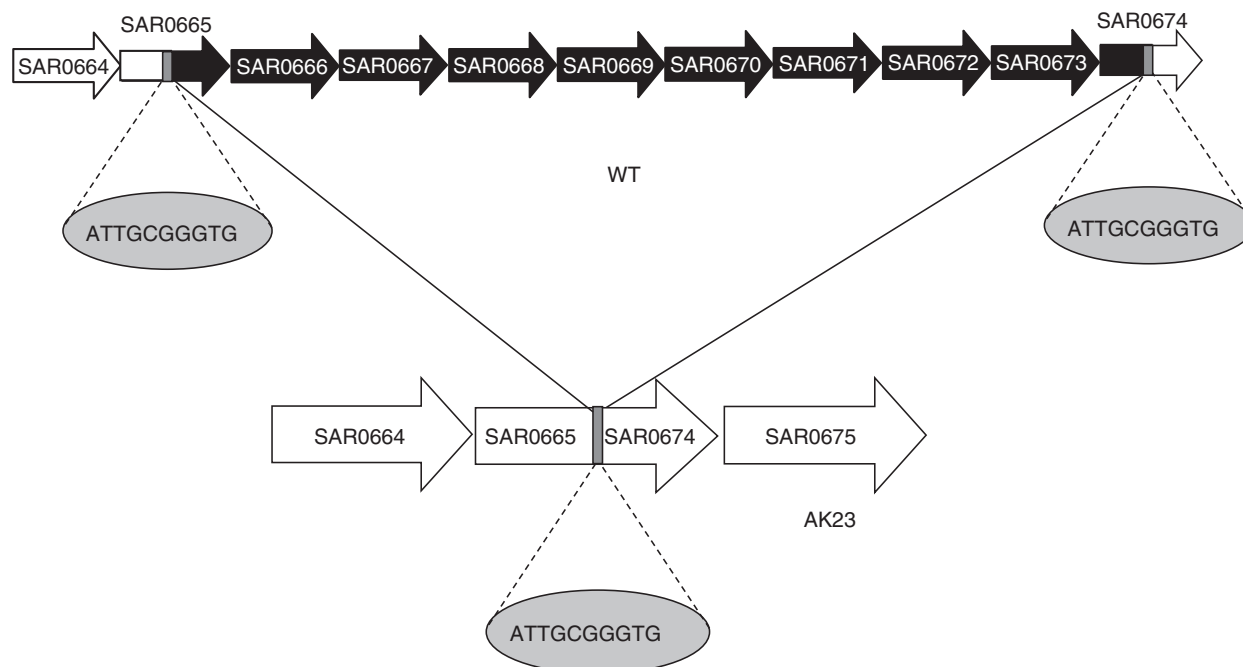 SAR0665
SAR0674
SAR0664
SAR0666
SAR0667
SAR0668
SAR0669
SAR0670
SAR0671
SAR0672
SAR0673
WT
ATTGCGGGTG
ATTGCGGGTG
SAR0664
SAR0665
SAR0674
SAR0675
AK23
ATTGCGGGTG